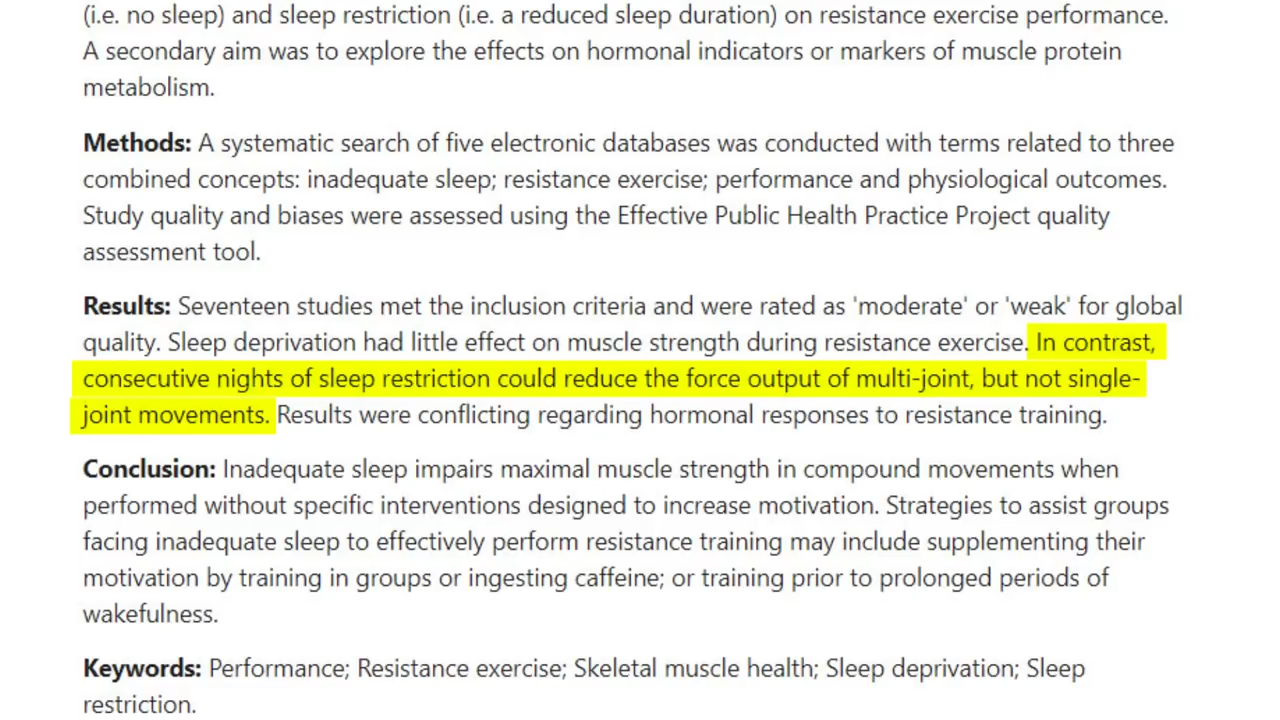 (i.e. no sleep) and sleep restriction (i.e. a reduced sleep duration) on resistance exercise performance.
A secondary aim was to explore the effects on hormonal indicators or markers of muscle protein
metabolism.
Methods: A systematic search of five electronic databases was conducted with terms related to three
combined concepts: inadequate sleep; resistance exercise; performance and physiological outcomes.
Study quality and biases were assessed using the Effective Public Health Practice Project quality
assessment tool.
Results: Seventeen studies met the inclusion criteria and were rated as 'moderate' or 'weak' for global
quality. Sleep deprivation had little effect on muscle strength during resistance exercise. In contrast,
consecutive nights of sleep restriction could reduce the force output of multi-joint, but not single-
joint movements. Results were conflicting regarding hormonal responses to resistance training.
Conclusion: Inadequate sleep impairs maximal muscle strength in compound movements when
performed without specific interventions designed to increase motivation. Strategies to assist groups
facing inadequate sleep to effectively perform resistance training may include supplementing their
motivation by training in groups or ingesting caffeine; or training prior to prolonged periods of
wakefulness.
Keywords: Performance; Resistance exercise; Skeletal muscle health; Sleep deprivation; Sleep
restriction.